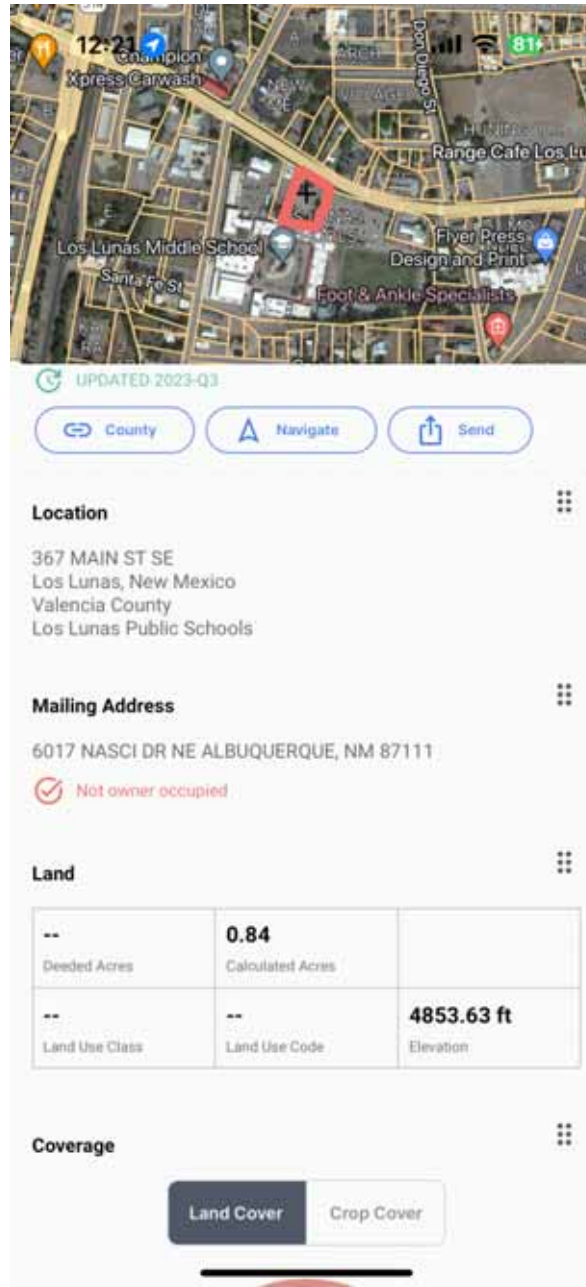 12:21
81
Champion
Xpress Carwash
ARCH
Don Diego St
Range Cafe Los Lu
Los Lunas Middle School
Flyer Press
Design and Print
Santa Fe St
Foot & Ankle Specialists
UPDATED 2023-Q3
County
Navigate
Send
Location
367 MAIN ST SE
Los Lunas, New Mexico
Valencia County
Los Lunas Public Schools
Mailing Address
6017 NASCI DR NE ALBUQUERQUE, NM 87111
Not owner occupied
Land
-- 0.84
Deeded Acres Calculated Acres
-- -- 4853.63 ft
Land Use Class Land Use Code Elevation
Coverage
Land Cover Crop Cover